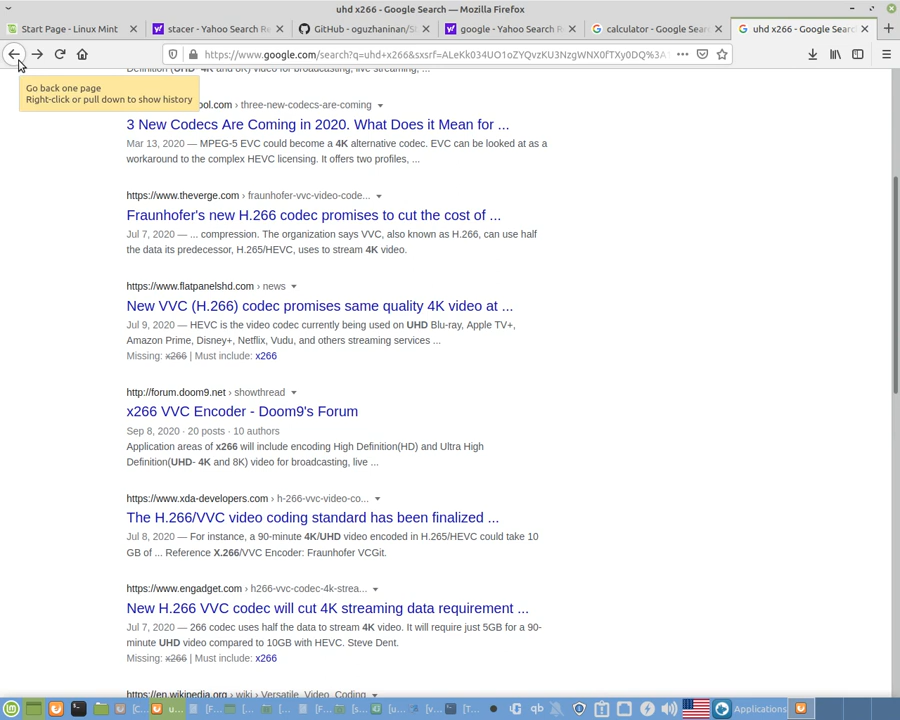 uhd x266 - Google Search — Mozilla Firefox
Start Page - Linux Mint
stacer - Yahoo Search Re
GitHub - oguzhaninan/St
google - Yahoo Search R
calculator - Google Searc
uhd x266 - Google Searc
https://www.google.com/search?q=uhd+x266&sxsrf=ALeKk034UO1oZYQvzKU3NzgWNX0fTXy0DQ%3A1
Go back one page
Right-click or pull down to show history
Definition (UHD- 4K and 8K) video for broadcasting, live streaming, ...
ool.com › three-new-codecs-are-coming
3 New Codecs Are Coming in 2020. What Does it Mean for ...
Mar 13, 2020 — MPEG-5 EVC could become a 4K alternative codec. EVC can be looked at as a
workaround to the complex HEVC licensing. It offers two profiles, ...
https://www.theverge.com › fraunhofer-vvc-video-code...
Fraunhofer's new H.266 codec promises to cut the cost of ...
Jul 7, 2020 — ... compression. The organization says VVC, also known as H.266, can use half
the data its predecessor, H.265/HEVC, uses to stream 4K video.
https://www.flatpanelshd.com › news
New VVC (H.266) codec promises same quality 4K video at ...
Jul 9, 2020 — HEVC is the video codec currently being used on UHD Blu-ray, Apple TV+,
Amazon Prime, Disney+, Netflix, Vudu, and others streaming services ...
Missing: x266 | Must include: x266
http://forum.doom9.net › showthread
x266 VVC Encoder - Doom9's Forum
Sep 8, 2020 · 20 posts · 10 authors
Application areas of x266 will include encoding High Definition(HD) and Ultra High
Definition(UHD- 4K and 8K) video for broadcasting, live ...
https://www.xda-developers.com › h-266-vvc-video-co...
The H.266/VVC video coding standard has been finalized ...
Jul 8, 2020 — For instance, a 90-minute 4K/UHD video encoded in H.265/HEVC could take 10
GB of ... Reference X.266/VVC Encoder: Fraunhofer VCGit.
https://www.engadget.com › h266-vvc-codec-4k-strea...
New H.266 VVC codec will cut 4K streaming data requirement ...
Jul 7, 2020 — 266 codec uses half the data to stream 4K video. It will require just 5GB for a 90-
minute UHD video compared to 10GB with HEVC. Steve Dent.
Missing: x266 | Must include: x266
https://en.wikipedia.org › wiki › Versatile_Video_Coding
[C... u... [F... [... [F... [s... [u... [v... [T... Applications